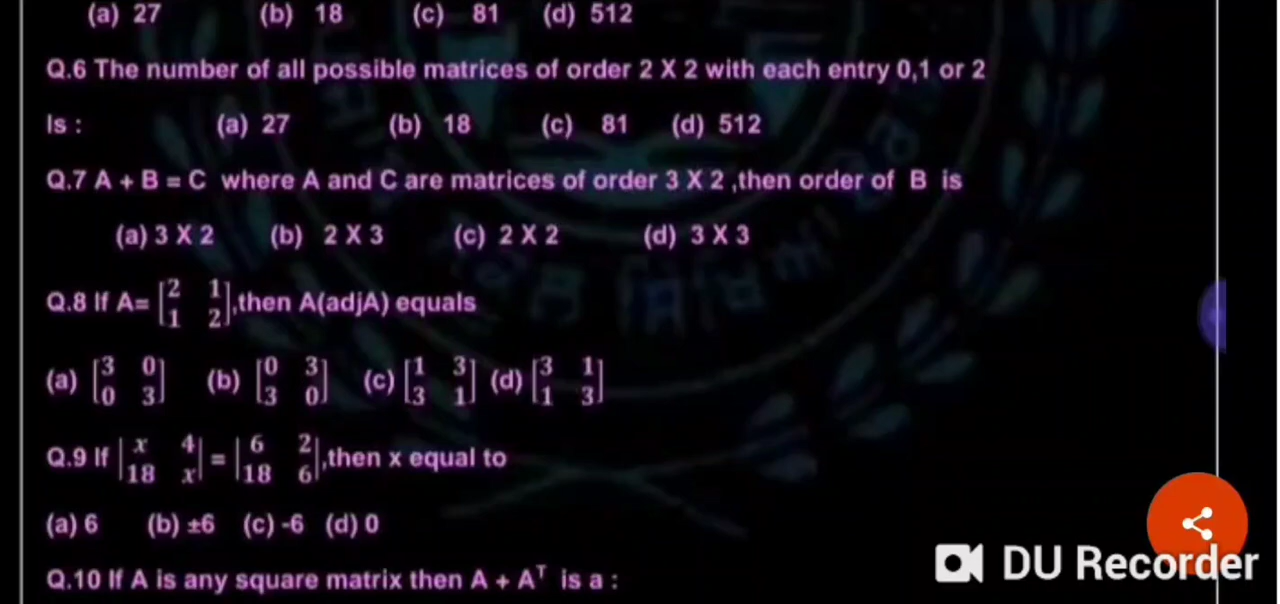 (a) 27 (b) 18 (c) 81 (d) 512
Q.6 The number of all possible matrices of order 2 X 2 with each entry 0,1 or 2
Is : (a) 27 (b) 18 (c) 81 (d) 512
Q.7 A + B = C where A and C are matrices of order 3 X 2 ,then order of B is
(a) 3 X 2 (b) 2 X 3 (c) 2 X 2 (d) 3 X 3
Q.8 If A= [2 1
1 2],then A(adjA) equals
(a) [3 0
0 3] (b) [0 3
3 0] (c) [1 3
3 1] (d) [3 1
1 3]
Q.9 If |x 4
18 x| = |6 2
18 6|,then x equal to
(a) 6 (b) ±6 (c) -6 (d) 0
Q.10 If A is any square matrix then A + Aᵀ is a :
DU Recorder